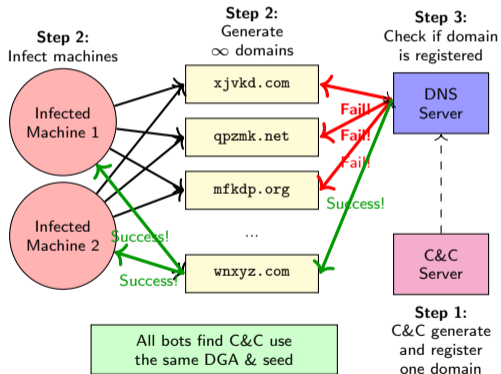 Step 2:
Infect machines
Step 2:
Generate
∞ domains
Step 3:
Check if domain
is registered
Infected
Machine 1
Infected
Machine 2
xjvkd.com
qpzmk.net
mfkdp.org
...
wnxyz.com
Fail!
Fail!
Fail!
Success!
Success!
Success!
DNS
Server
C&C
Server
Step 1:
C&C generate
and register
one domain
All bots find C&C use
the same DGA & seed